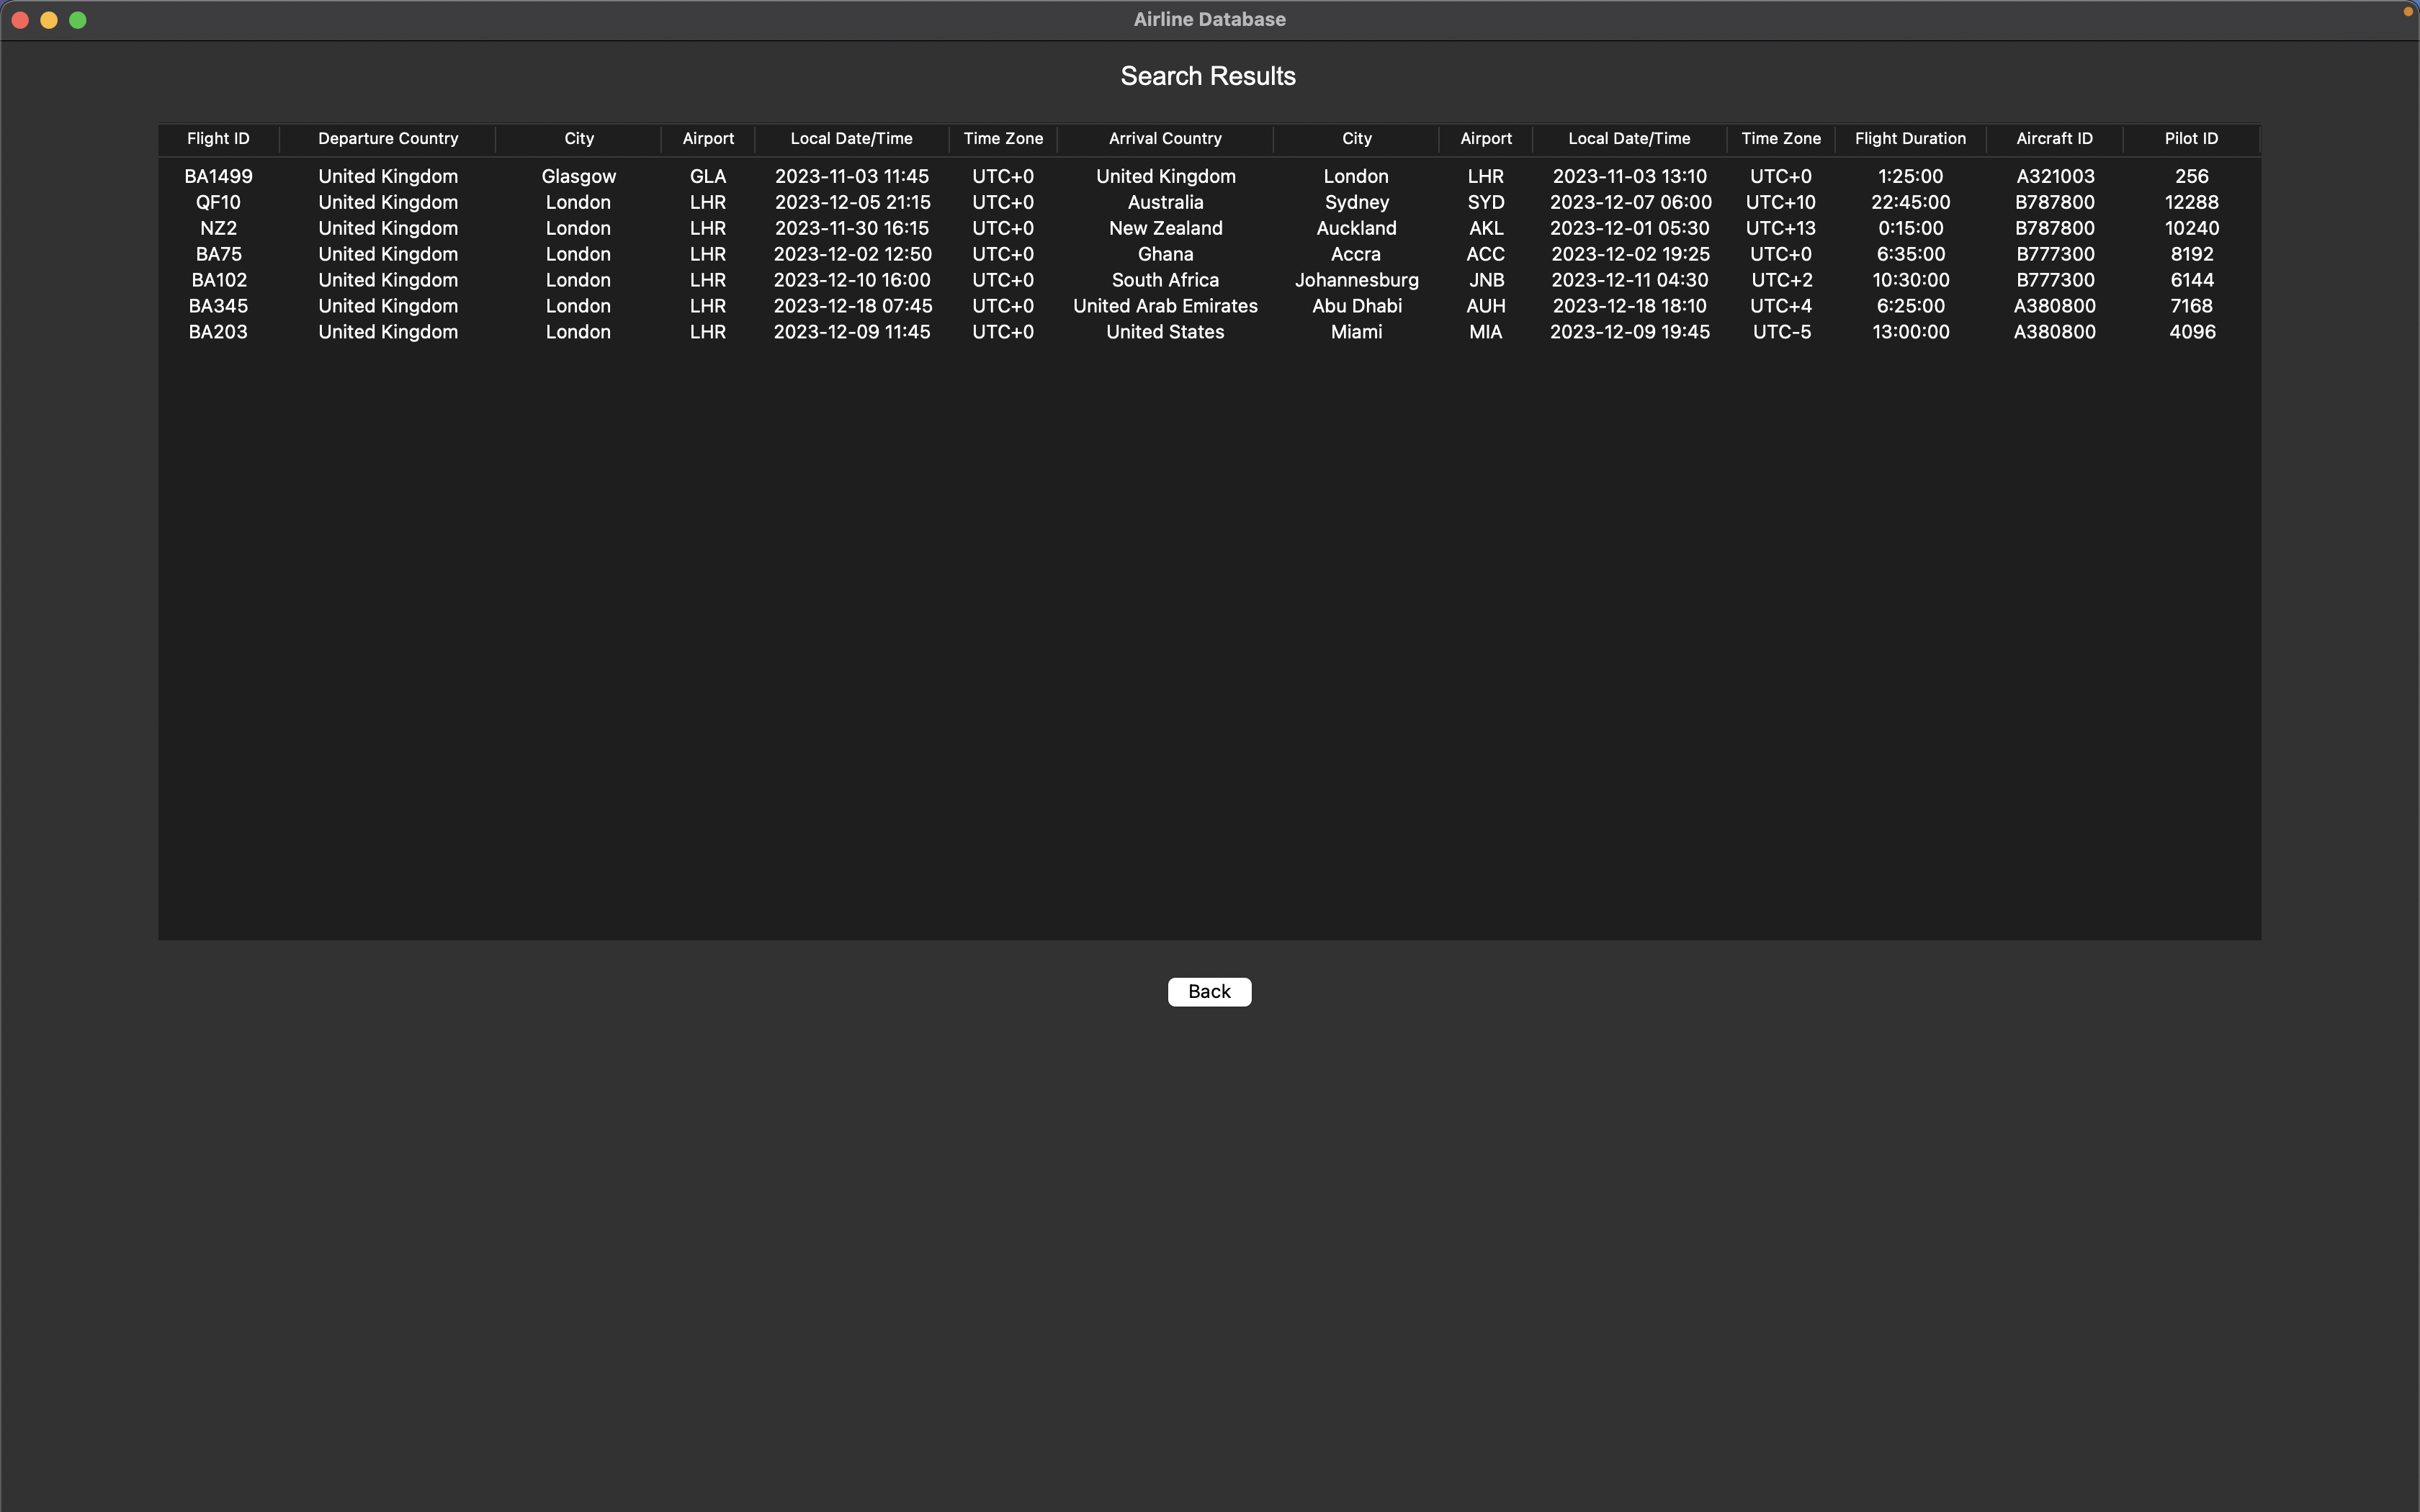 Airline Database
Search Results
Flight ID Departure Country City Airport Local Date/Time Time Zone Arrival Country City Airport Local Date/Time Time Zone Flight Duration Aircraft ID Pilot ID
BA1499 United Kingdom Glasgow GLA 2023-11-03 11:45 UTC+0 United Kingdom London LHR 2023-11-03 13:10 UTC+0 1:25:00 A321003 256
QF10 United Kingdom London LHR 2023-12-05 21:15 UTC+0 Australia Sydney SYD 2023-12-07 06:00 UTC+10 22:45:00 B787800 12288
NZ2 United Kingdom London LHR 2023-11-30 16:15 UTC+0 New Zealand Auckland AKL 2023-12-01 05:30 UTC+13 0:15:00 B787800 10240
BA75 United Kingdom London LHR 2023-12-02 12:50 UTC+0 Ghana Accra ACC 2023-12-02 19:25 UTC+0 6:35:00 B777300 8192
BA102 United Kingdom London LHR 2023-12-10 16:00 UTC+0 South Africa Johannesburg JNB 2023-12-11 04:30 UTC+2 10:30:00 B777300 6144
BA345 United Kingdom London LHR 2023-12-18 07:45 UTC+0 United Arab Emirates Abu Dhabi AUH 2023-12-18 18:10 UTC+4 6:25:00 A380800 7168
BA203 United Kingdom London LHR 2023-12-09 11:45 UTC+0 United States Miami MIA 2023-12-09 19:45 UTC-5 13:00:00 A380800 4096
Back